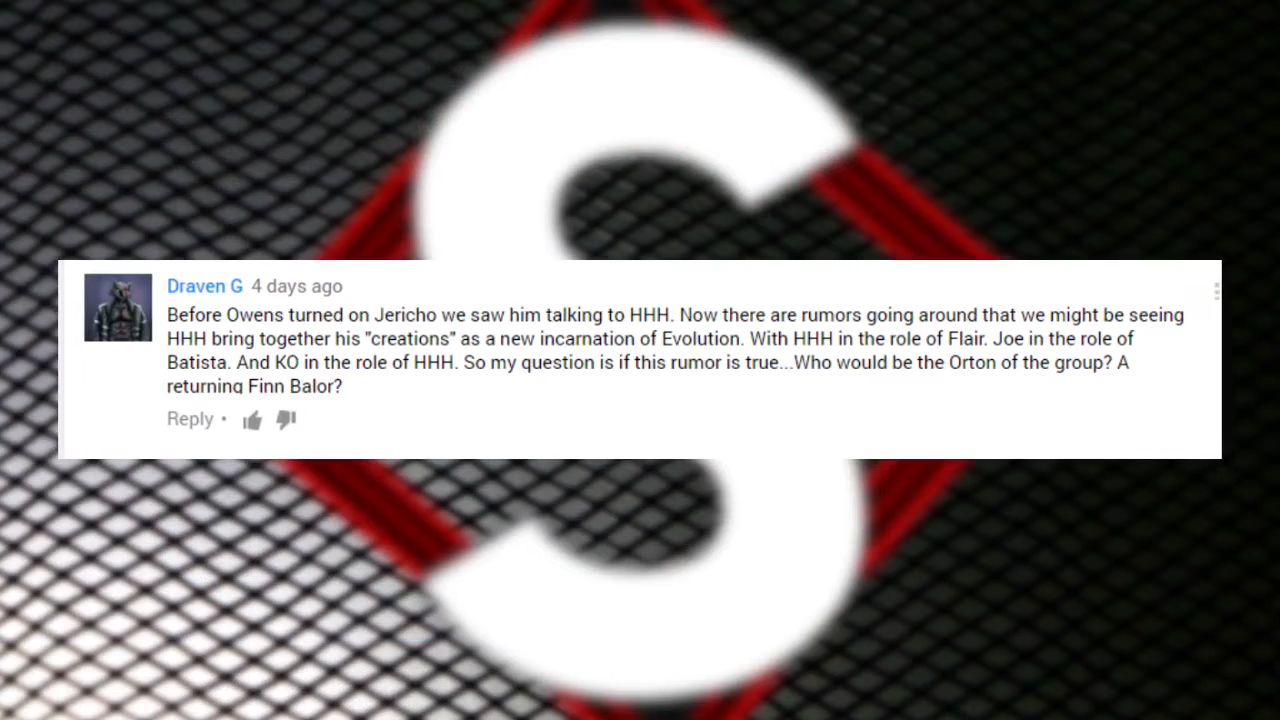 S
Draven G 4 days ago
Before Owens turned on Jericho we saw him talking to HHH. Now there are rumors going around that we might be seeing
HHH bring together his "creations" as a new incarnation of Evolution. With HHH in the role of Flair. Joe in the role of
Batista. And KO in the role of HHH. So my question is if this rumor is true...Who would be the Orton of the group? A
returning Finn Balor?
Reply •